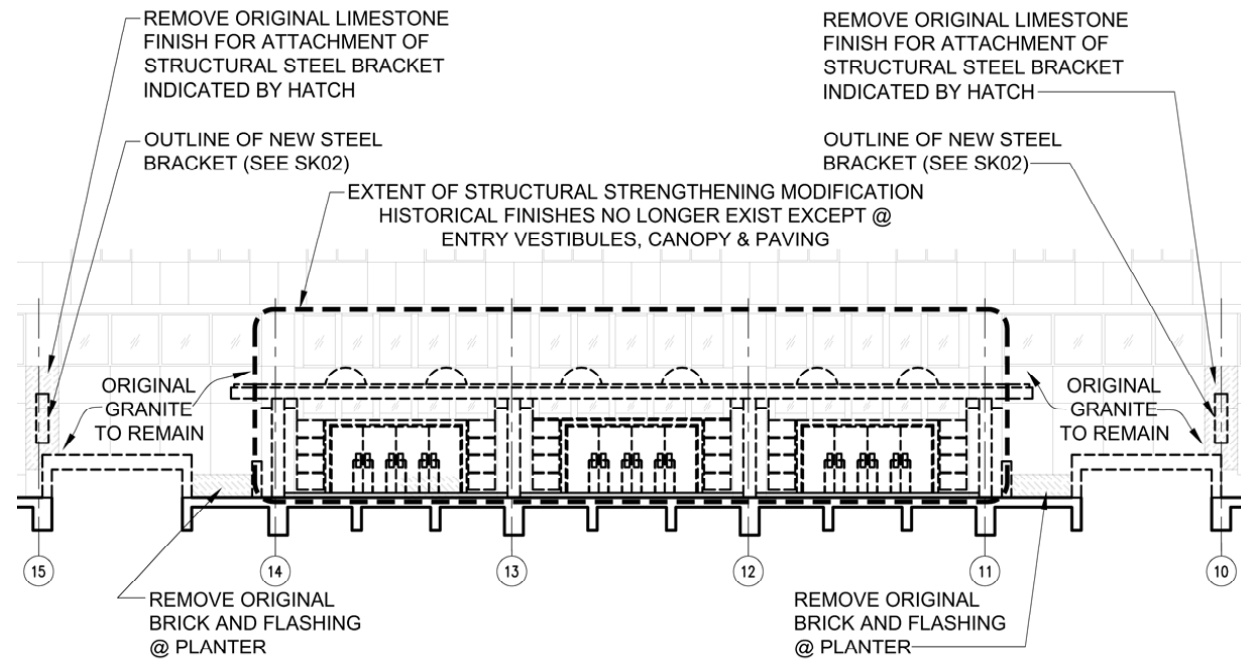 REMOVE ORIGINAL LIMESTONE
FINISH FOR ATTACHMENT OF
STRUCTURAL STEEL BRACKET
INDICATED BY HATCH
REMOVE ORIGINAL LIMESTONE
FINISH FOR ATTACHMENT OF
STRUCTURAL STEEL BRACKET
INDICATED BY HATCH
OUTLINE OF NEW STEEL
BRACKET (SEE SK02)
OUTLINE OF NEW STEEL
BRACKET (SEE SK02)
EXTENT OF STRUCTURAL STRENGTHENING MODIFICATION
HISTORICAL FINISHES NO LONGER EXIST EXCEPT @
ENTRY VESTIBULES, CANOPY & PAVING
ORIGINAL
GRANITE
TO REMAIN
ORIGINAL
GRANITE
TO REMAIN
15
14
13
12
11
10
REMOVE ORIGINAL
BRICK AND FLASHING
@ PLANTER
REMOVE ORIGINAL
BRICK AND FLASHING
@ PLANTER